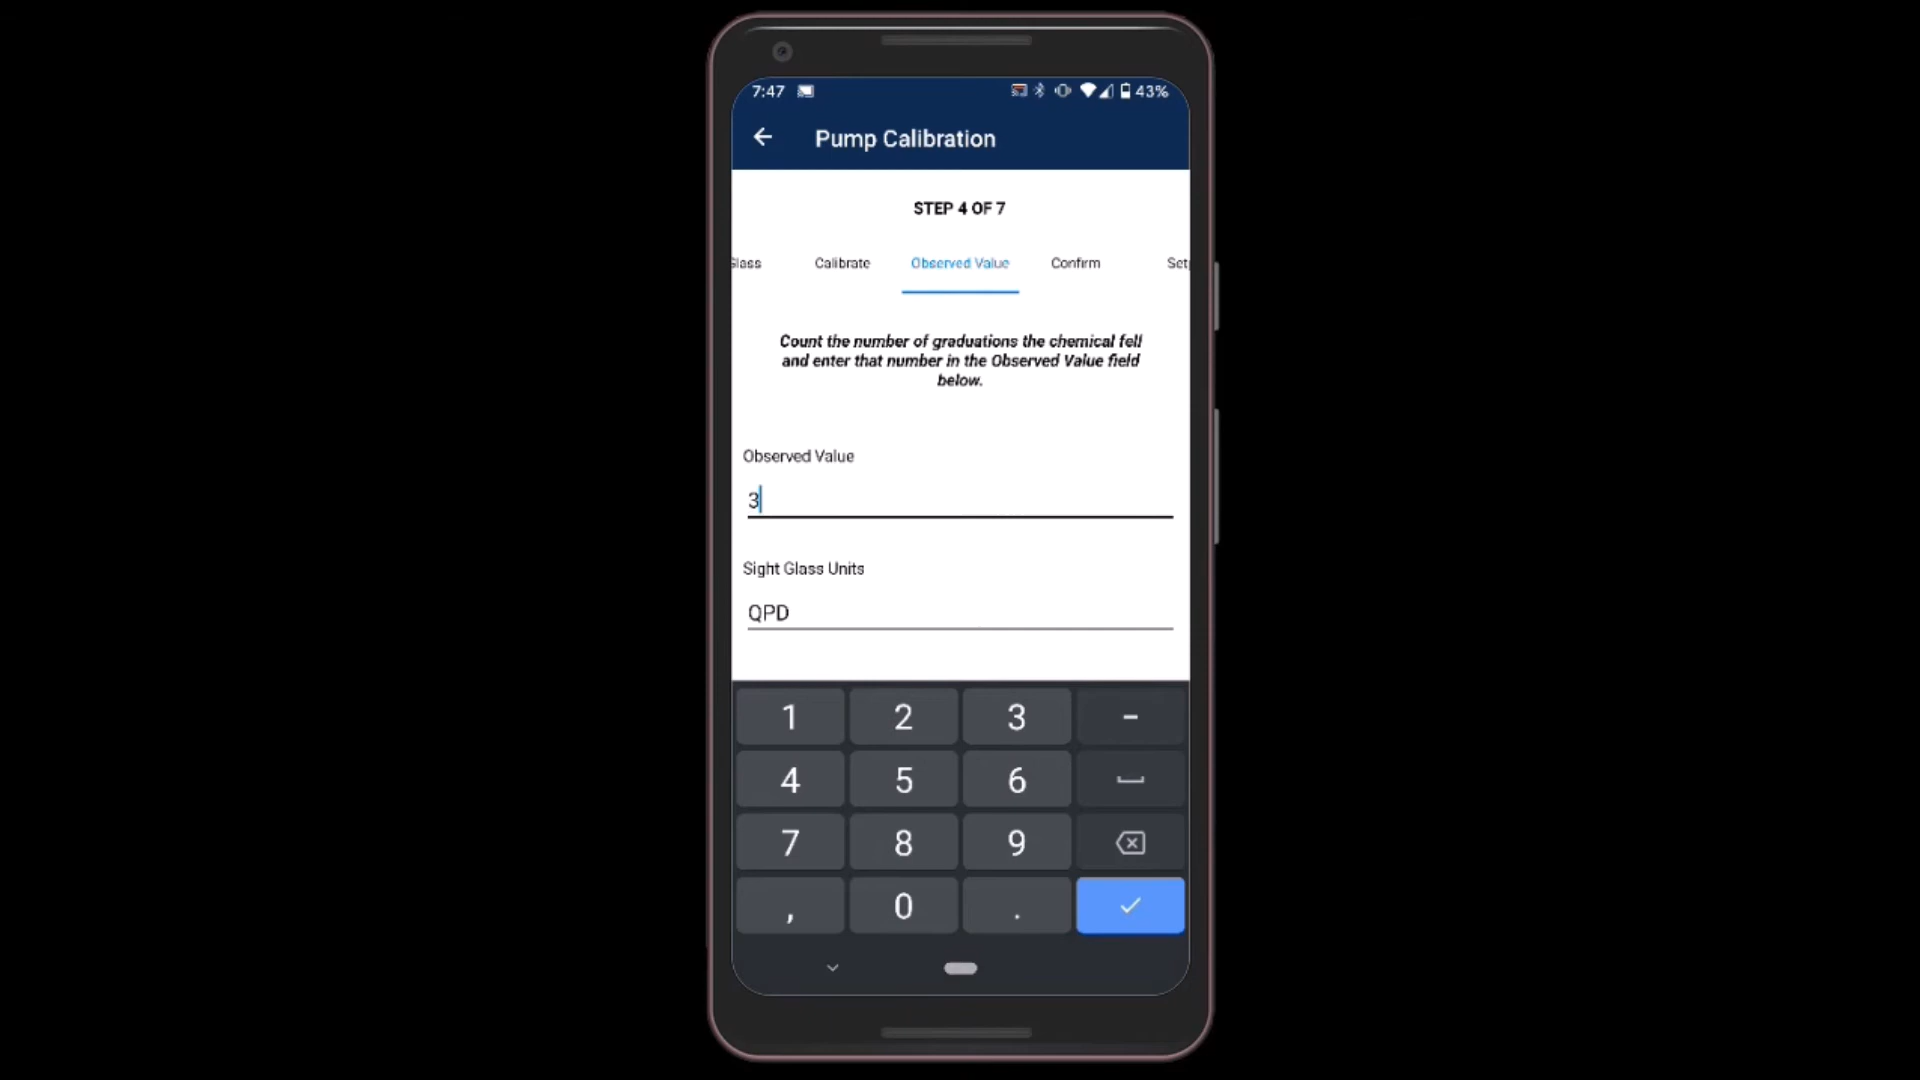 7:47
43%
Pump Calibration
STEP 4 OF 7
Glass Calibrate Observed Value Confirm Set
Count the number of graduations the chemical fell
and enter that number in the Observed Value field
below.
Observed Value
3
Sight Glass Units
QPD
1 2 3 -
4 5 6
7 8 9
, 0 .